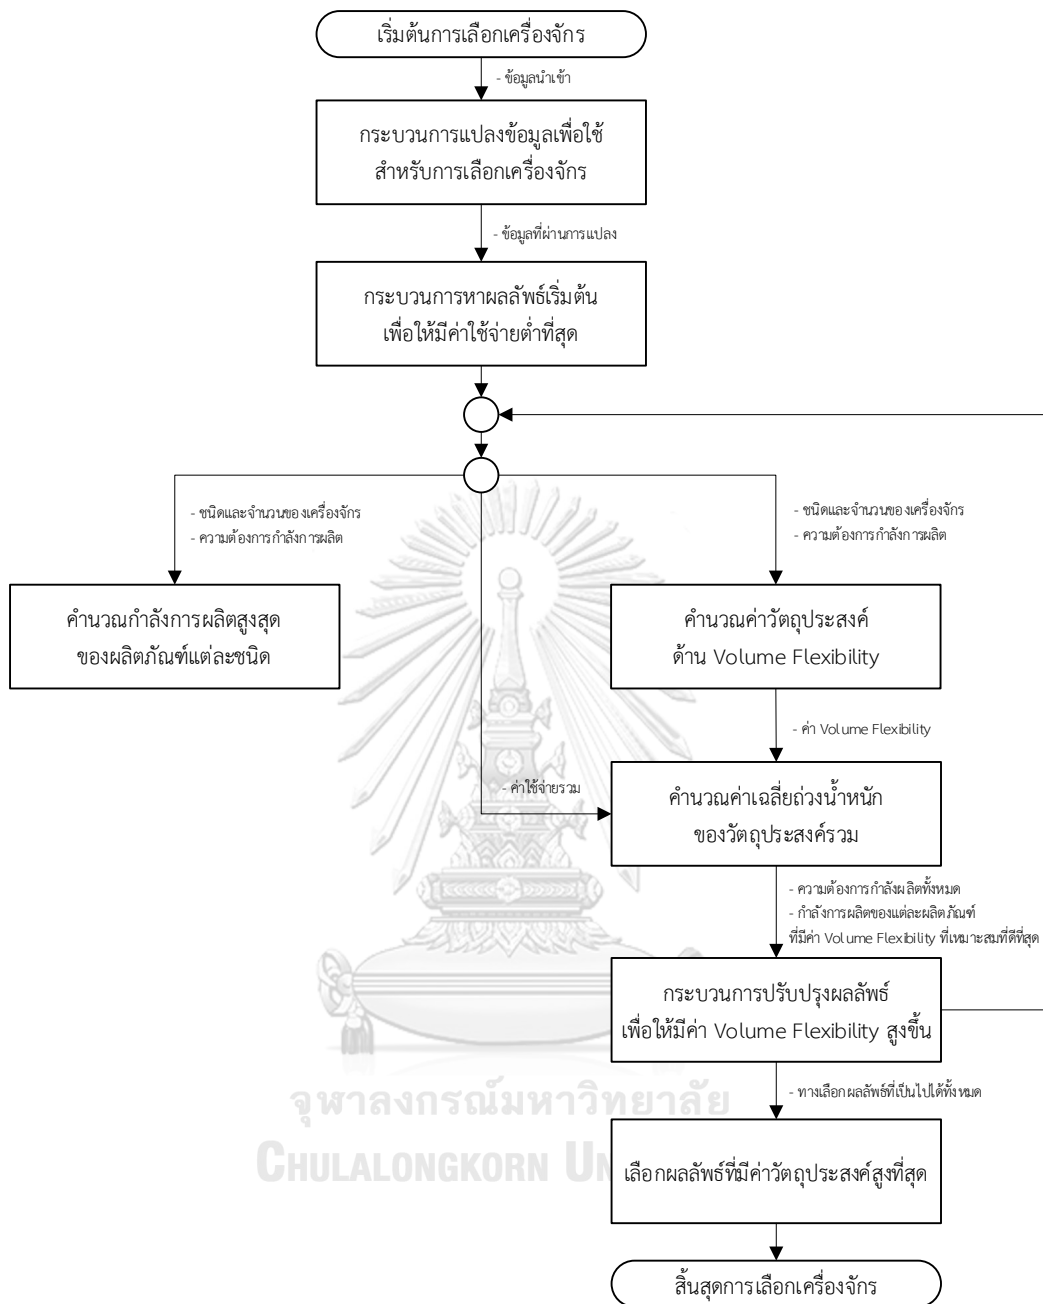 เริ่มต้นการเลือกเครื่องจักร
- ข้อมูลนำเข้า
กระบวนการแปลงข้อมูลเพื่อใช้
สำหรับการเลือกเครื่องจักร
- ข้อมูลที่ผ่านการแปลง
กระบวนการหาผลลัพธ์เริ่มต้น
เพื่อให้มีค่าใช้จ่ายต่ำที่สุด
- ชนิดและจำนวนของเครื่องจักร
- ความต้องการกำลังการผลิต
- ชนิดและจำนวนของเครื่องจักร
- ความต้องการกำลังการผลิต
คำนวณกำลังการผลิตสูงสุด
ของผลิตภัณฑ์แต่ละชนิด
คำนวณค่าวัตถุประสงค์
ด้าน Volume Flexibility
- ค่า Volume Flexibility
- ค่าใช้จ่ายรวม
คำนวณค่าเฉลี่ยถ่วงน้ำหนัก
ของวัตถุประสงค์รวม
- ความต้องการกำลังผลิตทั้งหมด
- กำลังการผลิตของแต่ละผลิตภัณฑ์
ที่มีค่า Volume Flexibility ที่เหมาะสมที่ดีที่สุด
กระบวนการปรับปรุงผลลัพธ์
เพื่อให้มีค่า Volume Flexibility สูงขึ้น
- ทางเลือกผลลัพธ์ที่เป็นไปได้ทั้งหมด
จุฬาลงกรณ์มหาวิทยาลัย
CHULALONGKORN
เลือกผลลัพธ์ที่มีค่าวัตถุประสงค์สูงที่สุด
สิ้นสุดการเลือกเครื่องจักร